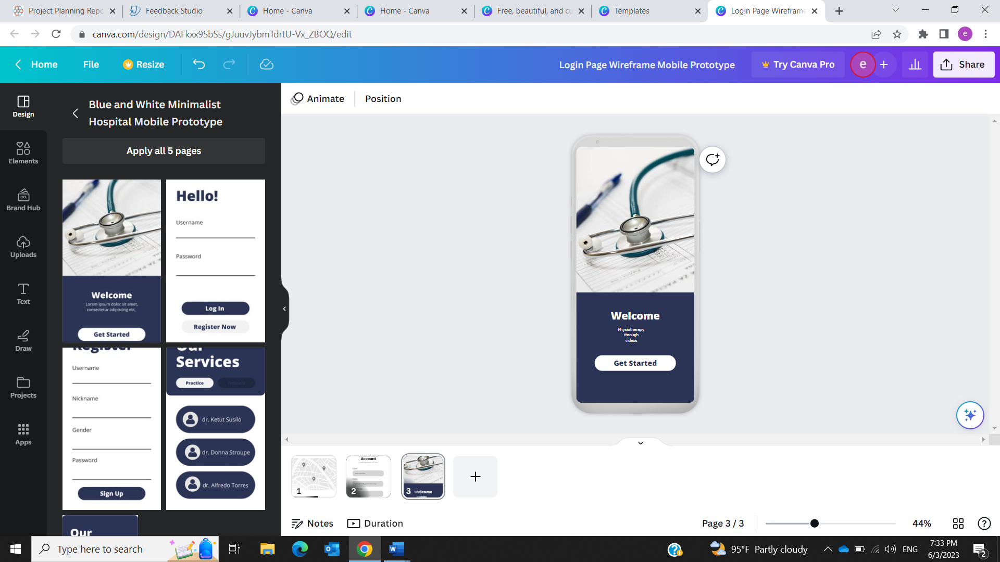 Project Planning Repo
Feedback Studio
Home - Canva
Home - Canva
Free, beautiful, and cu
Templates
Login Page Wireframe
canva.com/design/DAFkxx9SbSs/gJuuvJybmTdrtU-Vx_ZBOQ/edit
e
Home
File
Resize
Login Page Wireframe Mobile Prototype
Try Canva Pro
e
Share
Design
Elements
CO.
Brand Hub
Uploads
Text
Draw
Projects
Apps
Blue and White Minimalist
Hospital Mobile Prototype
Apply all 5 pages
Welcome
Lorem ipsum dolor sit amet,
consectetur adipiscing elit,
Get Started
Hello!
Username
Password
Log In
Register Now
Register
Username
Nickname
Gender
Password
Sign Up
Our
Services
Practice
dr. Ketut Susilo
dr. Donna Stroupe
dr. Alfredo Torres
Our
Animate
Position
Welcome
Physiotherapy
through
videos
Get Started
1
Account
2
3
Welcome
Notes
Duration
Page 3 / 3
44%
Type here to search
95°F Partly cloudy
ENG
7:33 PM
6/3/2023
2